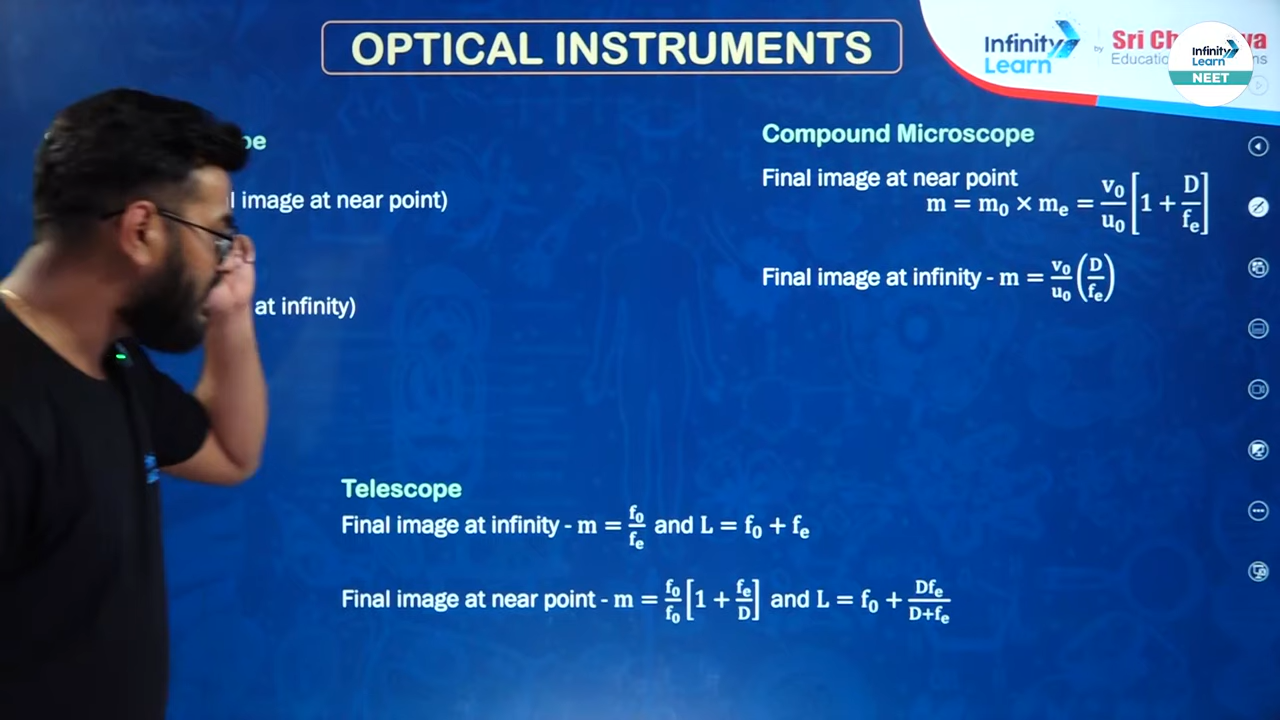 OPTICAL INSTRUMENTS
Infinity Learn by Sri Ch
Educatio
Infinity Learn
NEET
image at near point)
at infinity)
Compound Microscope
Final image at near point
m = m₀ × mₑ = v₀/u₀ [1 + D/fₑ]
Final image at infinity - m = v₀/u₀ (D/fₑ)
Telescope
Final image at infinity - m = f₀/fₑ and L = f₀ + fₑ
Final image at near point - m = f₀/f₀ [1 + fₑ/D] and L = f₀ + Dfₑ/D+fₑ